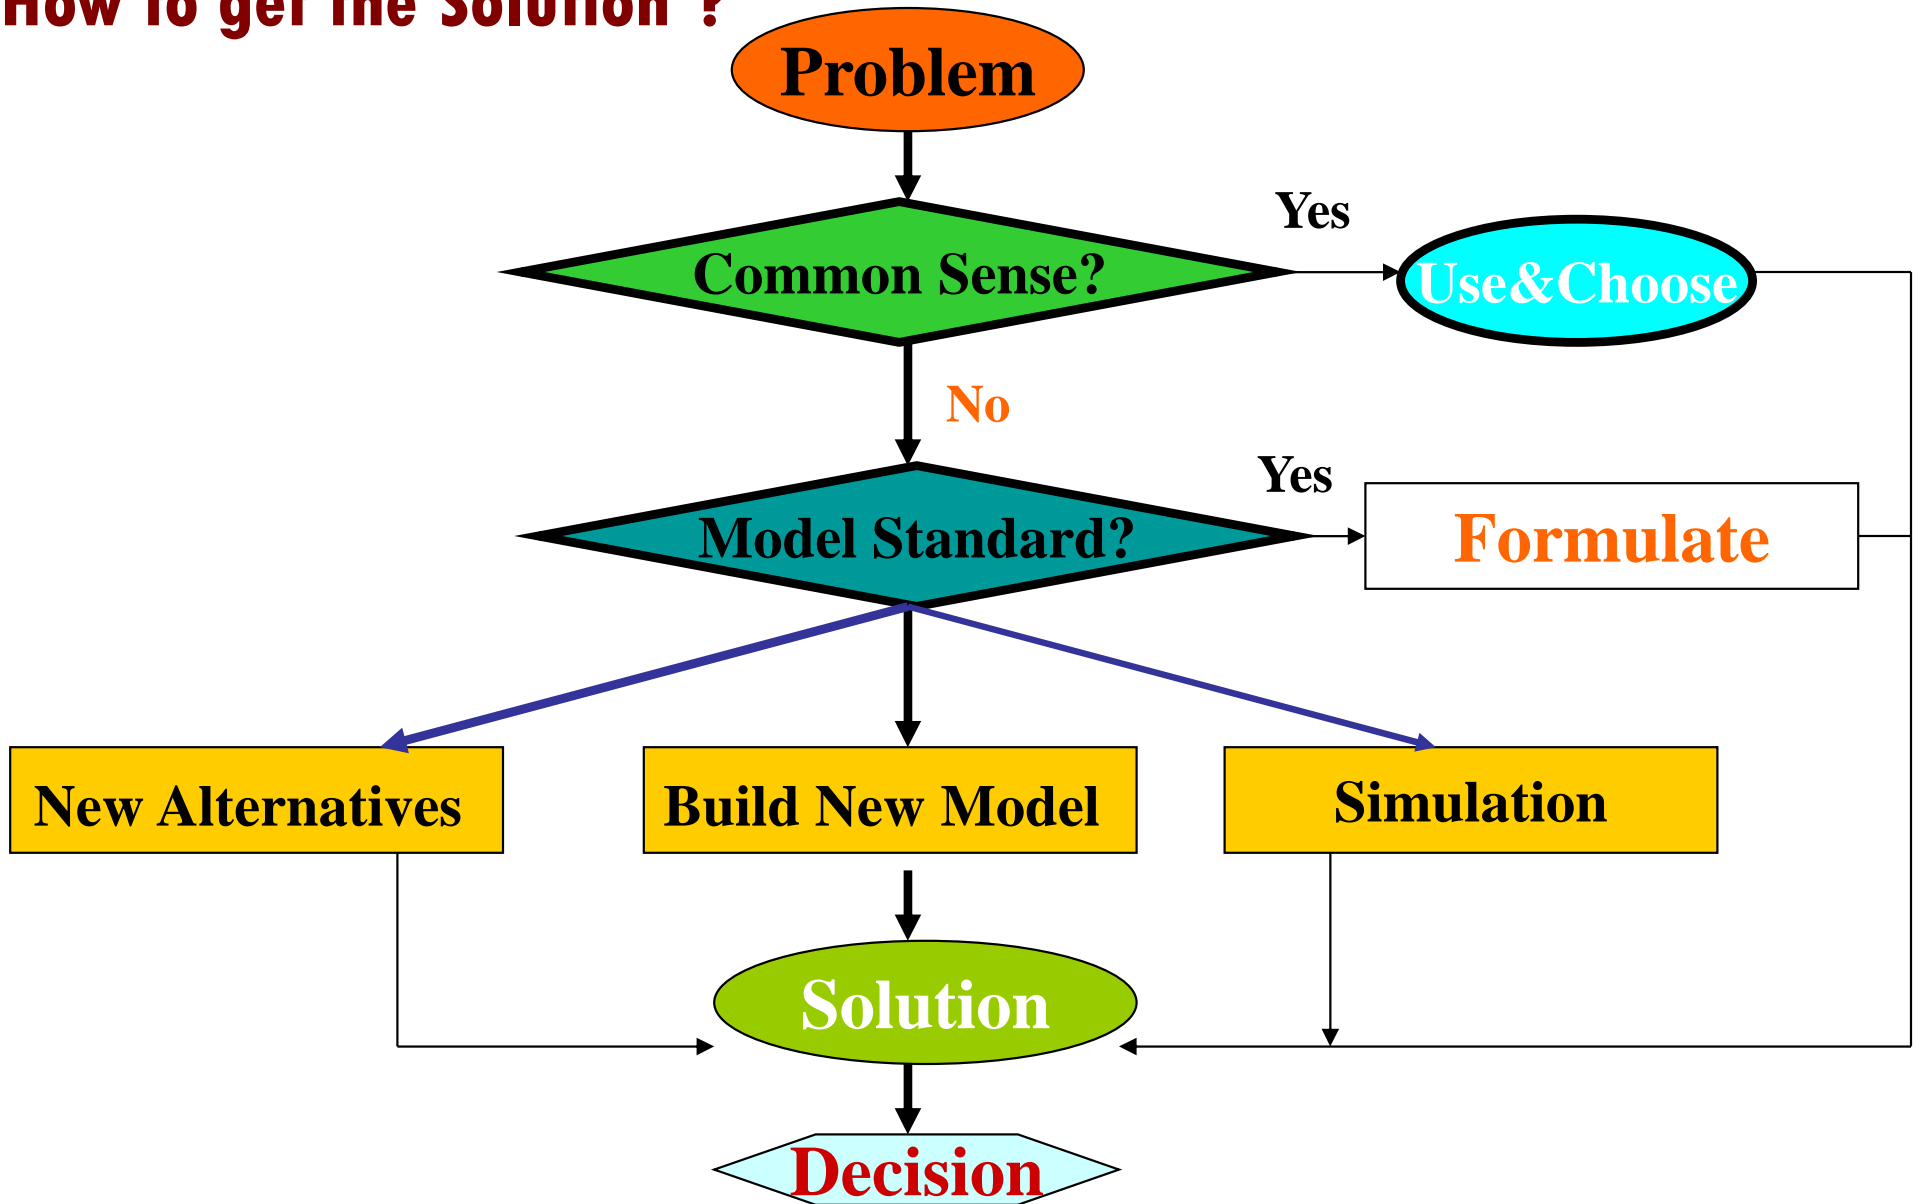 How to get the Solution ?
Problem
Yes
Common Sense?
Use&Choose
No
Yes
Model Standard?
Formulate
New Alternatives
Build New Model
Simulation
Solution
Decision